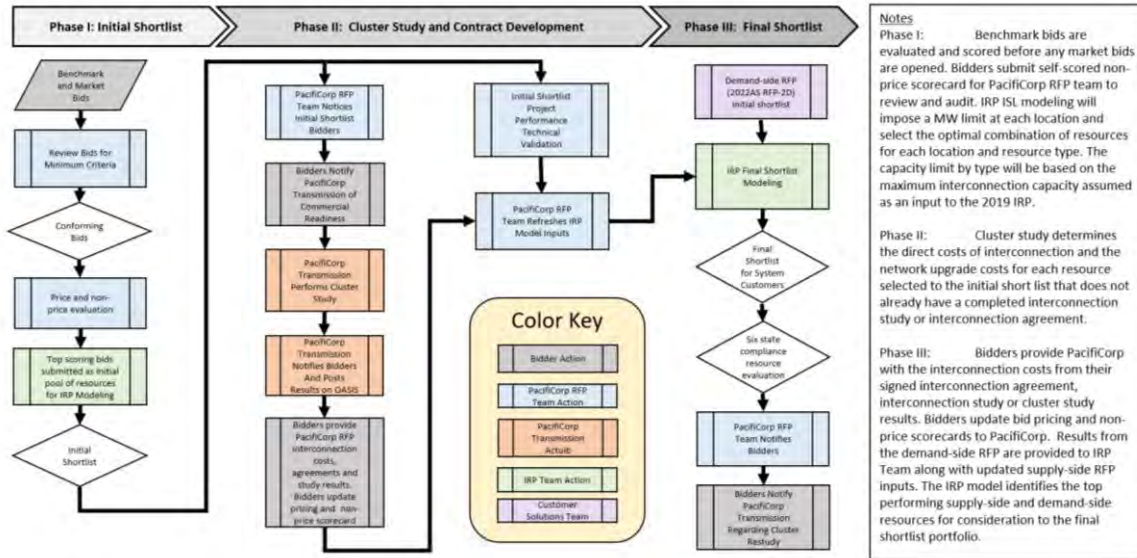 Phase I: Initial Shortlist
Phase II: Cluster Study and Contract Development
Phase III: Final Shortlist
Benchmark
and Market
Bids
Review Bids for
Minimum Criteria
Conforming
Bids
Price and non-
price evaluation
Top scoring bids
submitted as initial
pool of resources
for IRP Modeling
Initial
Shortlist
PacifiCorp RFP
Team Notices
Initial Shortlist
Bidders
Bidders Notify
PacifiCorp
Transmission of
Commercial
Readiness
PacifiCorp
Transmission
Performs Cluster
Study
PacifiCorp
Transmission
Notifies Bidders
And Posts
Results on OASIS
Bidders provide
PacifiCorp RFP
interconnection
costs,
agreements and
study results.
Bidders update
pricing and non-
price scorecard
Initial Shortlist
Project
Performance
Technical
Validation
PacifiCorp RFP
Team Refreshes IRP
Model Inputs
Color Key
Bidder Action
PacifiCorp RFP
Team Action
PacifiCorp
Transmission
Actuib
IRP Team Action
Customer
Solutions Team
Demand-side RFP
(2022AS RFP-2D)
Initial shortlist
IRP Final Shortlist
Modeling
Final
Shortlist
for System
Customers
Six state
compliance
resource
evaluation
PacifiCorp RFP
Team Notifies
Bidders
Bidders Notify
PacifiCorp
Transmission
Regarding Cluster
Restudy
Notes
Phase I: Benchmark bids are
evaluated and scored before any market bids
are opened. Bidders submit self-scored non-
price scorecard for PacifiCorp RFP team to
review and audit. IRP ISL modeling will
impose a MW limit at each location and
select the optimal combination of resources
for each location and resource type. The
capacity limit by type will be based on the
maximum interconnection capacity assumed
as an input to the 2019 IRP.
Phase II: Cluster study determines
the direct costs of interconnection and the
network upgrade costs for each resource
selected to the initial short list that does not
already have a completed interconnection
study or interconnection agreement.
Phase III: Bidders provide PacifiCorp
with the interconnection costs from their
signed interconnection agreement,
interconnection study or cluster study
results. Bidders update bid pricing and non-
price scorecards to PacifiCorp. Results from
the demand-side RFP are provided to IRP
Team along with updated supply-side RFP
inputs. The IRP model identifies the top
performing supply-side and demand-side
resources for consideration to the final
shortlist portfolio.